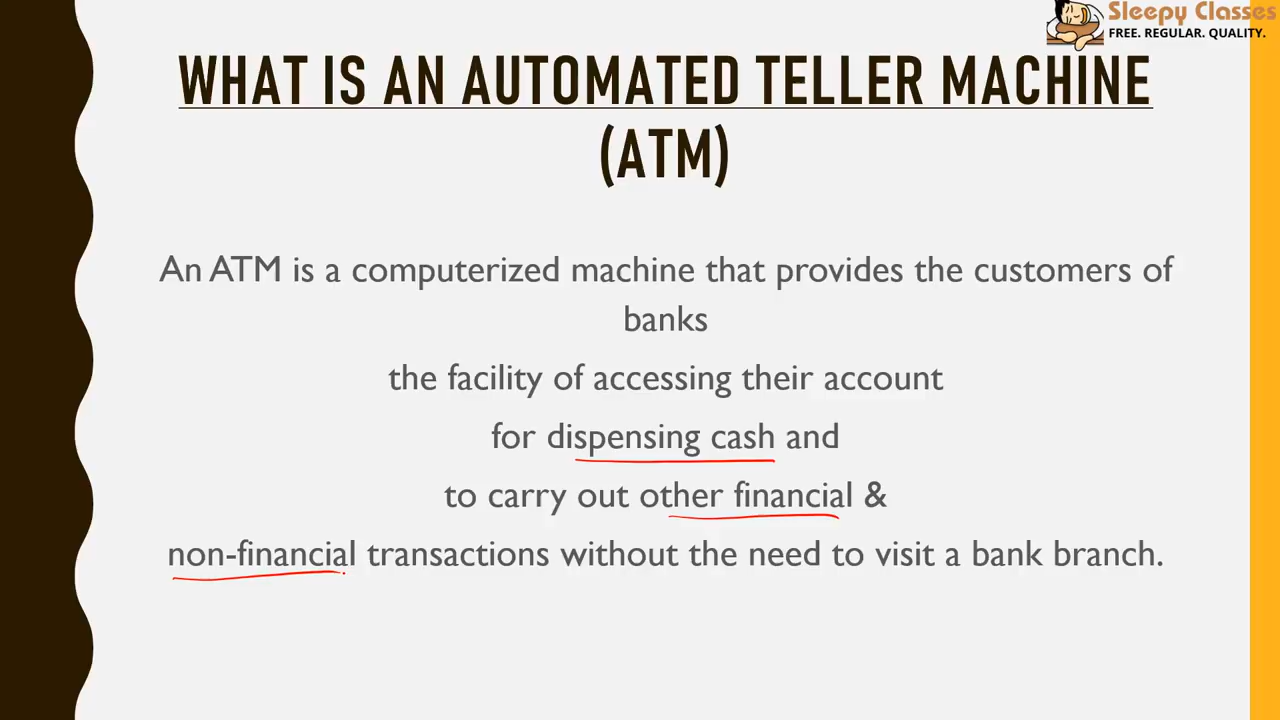 Sleepy Classes
FREE. REGULAR. QUALITY.
WHAT IS AN AUTOMATED TELLER MACHINE
(ATM)
An ATM is a computerized machine that provides the customers of
banks
the facility of accessing their account
for dispensing cash and
to carry out other financial &
non-financial transactions without the need to visit a bank branch.